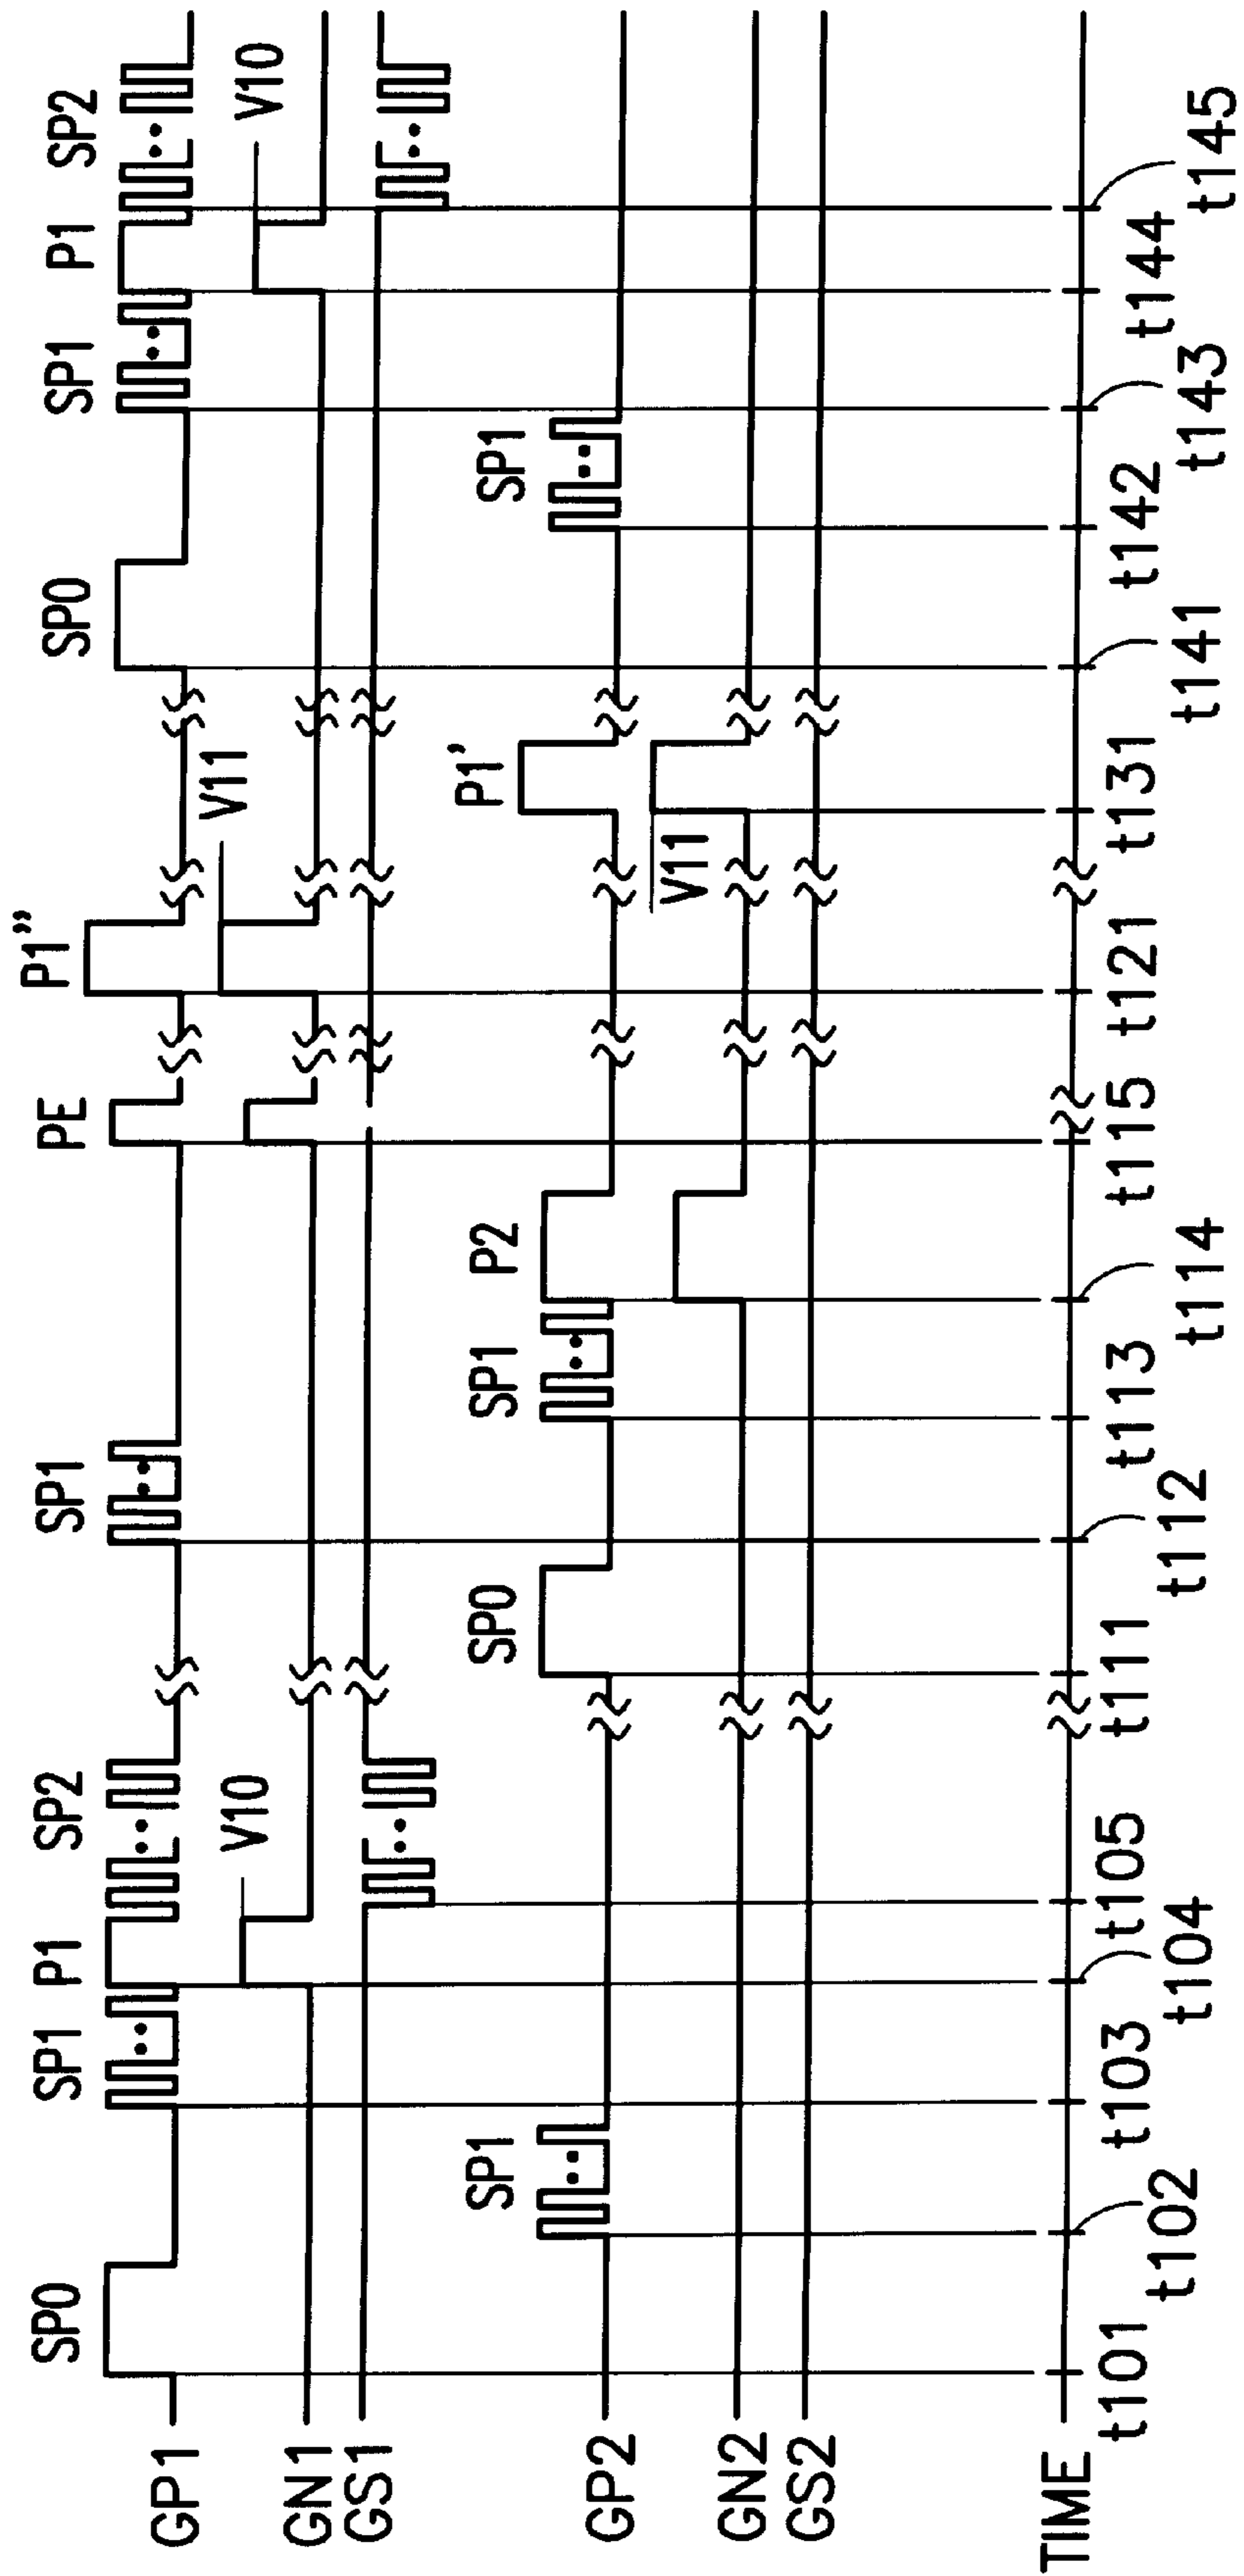 SP0 SP1 P1 SP2 SP1 PE P1" SP0 SP1 P1 SP2
V10 V11 V10
GP1
GN1
GS1
SP1 SP0 SP1 P2 P1' SP1
V11
GP2
GN2
GS2
TIME
t101 t102 t103 t104 t105 t111 t112 t113 t114 t115 t121 t131 t141 t142 t143 t144 t145